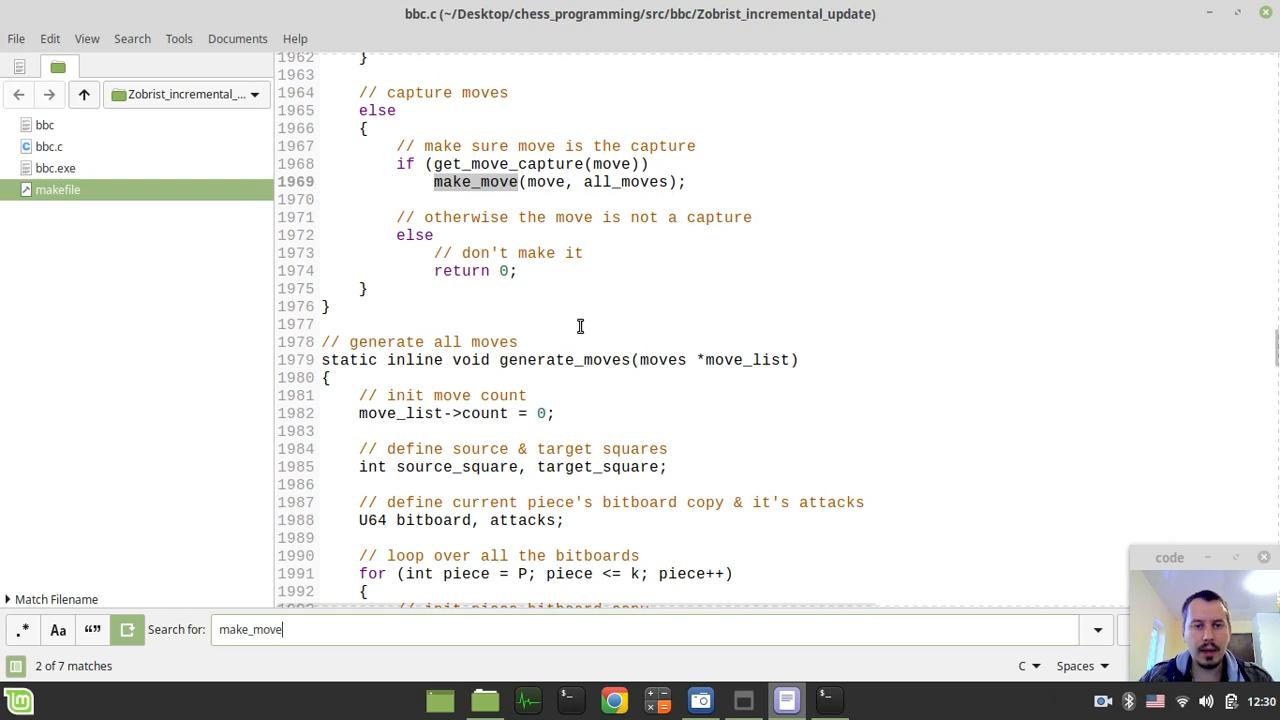 bbc.c (~/Desktop/chess_programming/src/bbc/Zobrist_incremental_update)
File Edit View Search Tools Documents Help
Zobrist_incremental_...
bbc
bbc.c
bbc.exe
makefile
Match Filename
1962 }
1963
1964 // capture moves
1965 else
1966 {
1967 // make sure move is the capture
1968 if (get_move_capture(move))
1969 make_move(move, all_moves);
1970
1971 // otherwise the move is not a capture
1972 else
1973 // don't make it
1974 return 0;
1975 }
1976 }
1977
1978 // generate all moves
1979 static inline void generate_moves(moves *move_list)
1980 {
1981 // init move count
1982 move_list->count = 0;
1983
1984 // define source & target squares
1985 int source_square, target_square;
1986
1987 // define current piece's bitboard copy & it's attacks
1988 U64 bitboard, attacks;
1989
1990 // loop over all the bitboards
1991 for (int piece = P; piece <= k; piece++)
1992 {
code
.* Aa “” Search for: make_move
2 of 7 matches
C Spaces
12:30